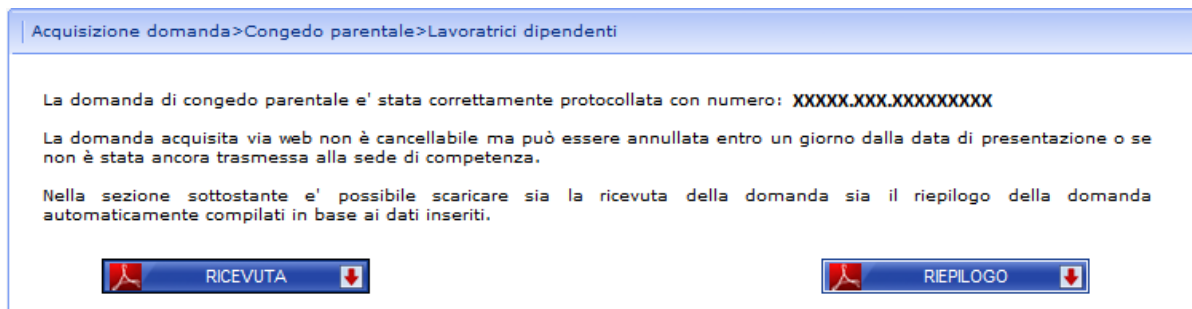 Acquisizione domanda>Congedo parentale>Lavoratrici dipendenti
La domanda di congedo parentale e' stata correttamente protocollata con numero: XXXXX.XXX.XXXXXXXXX
La domanda acquisita via web non è cancellabile ma può essere annullata entro un giorno dalla data di presentazione o se
non è stata ancora trasmessa alla sede di competenza.
Nella sezione sottostante e' possibile scaricare sia la ricevuta della domanda sia il riepilogo della domanda
automaticamente compilati in base ai dati inseriti.
RICEVUTA
RIEPILOGO